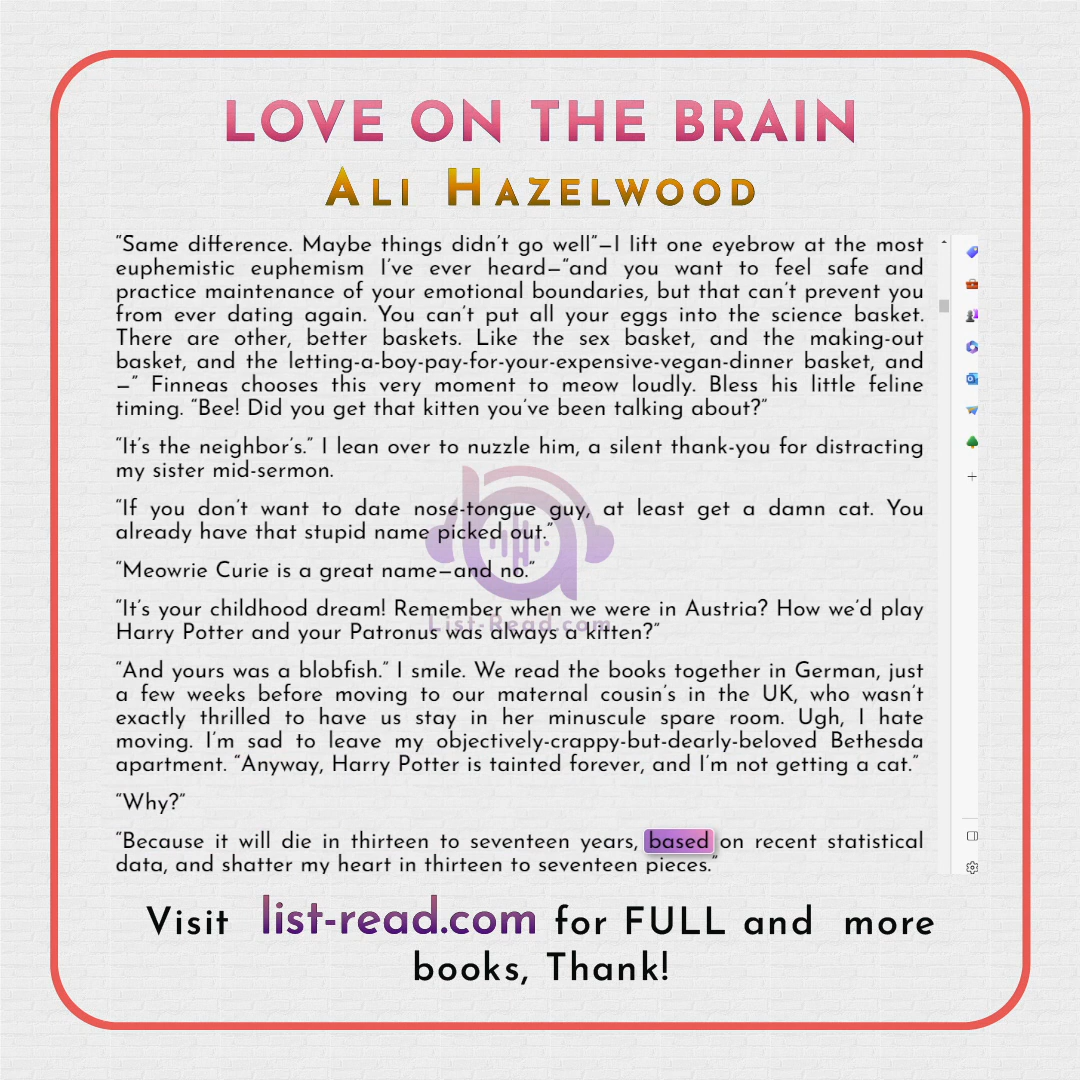 LOVE ON THE BRAIN
ALI HAZELWOOD
“Same difference. Maybe things didn’t go well”—I lift one eyebrow at the most
euphemistic euphemism I’ve ever heard—“and you want to feel safe and
practice maintenance of your emotional boundaries, but that can’t prevent you
from ever dating again. You can’t put all your eggs into the science basket.
There are other, better baskets. Like the sex basket, and the making-out
basket, and the letting-a-boy-pay-for-your-expensive-vegan-dinner basket, and
—” Finneas chooses this very moment to meow loudly. Bless his little feline
timing. “Bee! Did you get that kitten you’ve been talking about?”
“It’s the neighbor’s.” I lean over to nuzzle him, a silent thank-you for distracting
my sister mid-sermon.
“If you don’t want to date nose-tongue guy, at least get a damn cat. You
already have that stupid name picked out.”
“Meowrie Curie is a great name—and no.”
“It’s your childhood dream! Remember when we were in Austria? How we’d play
Harry Potter and your Patronus was always a kitten?”
List-Read.com
“And yours was a blobfish.” I smile. We read the books together in German, just
a few weeks before moving to our maternal cousin’s in the UK, who wasn’t
exactly thrilled to have us stay in her minuscule spare room. Ugh, I hate
moving. I’m sad to leave my objectively-crappy-but-dearly-beloved Bethesda
apartment. “Anyway, Harry Potter is tainted forever, and I’m not getting a cat.”
“Why?”
“Because it will die in thirteen to seventeen years, based on recent statistical
data, and shatter my heart in thirteen to seventeen pieces.”
Visit list-read.com for FULL and more
books, Thank!